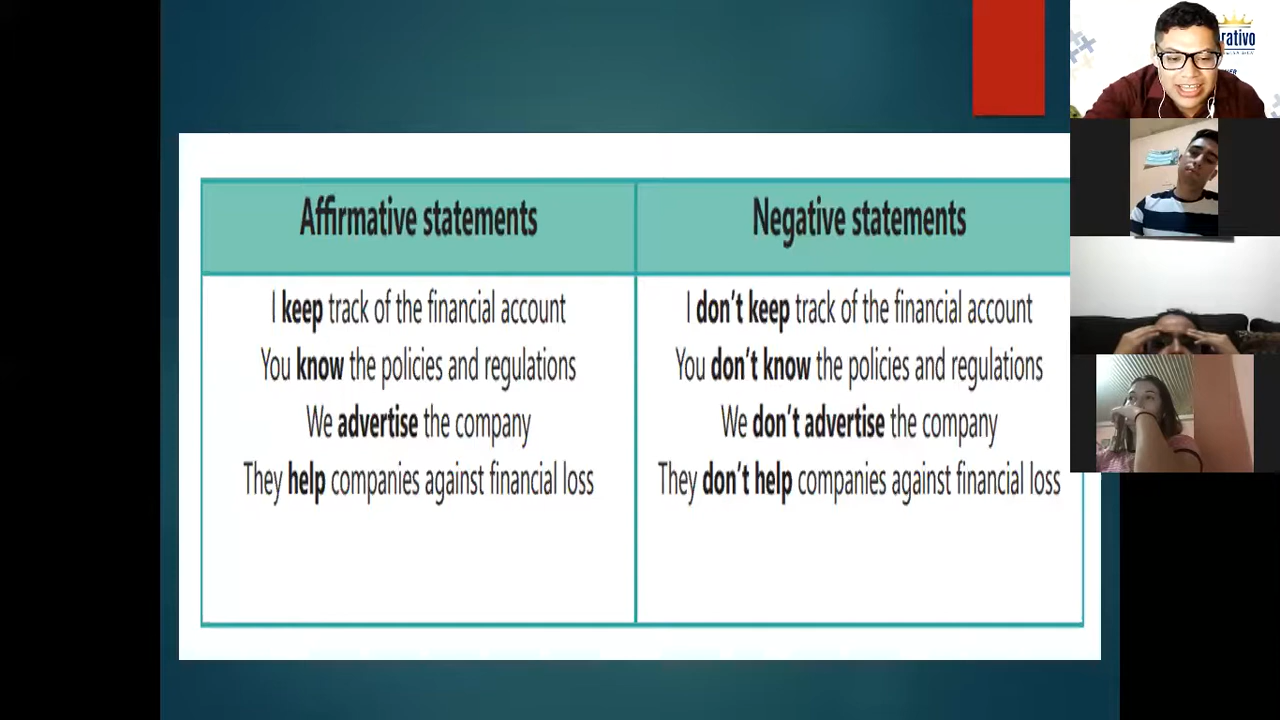 Affirmative statements
Negative statements
I keep track of the financial account
You know the policies and regulations
We advertise the company
They help companies against financial loss
I don't keep track of the financial account
You don't know the policies and regulations
We don't advertise the company
They don't help companies against financial loss